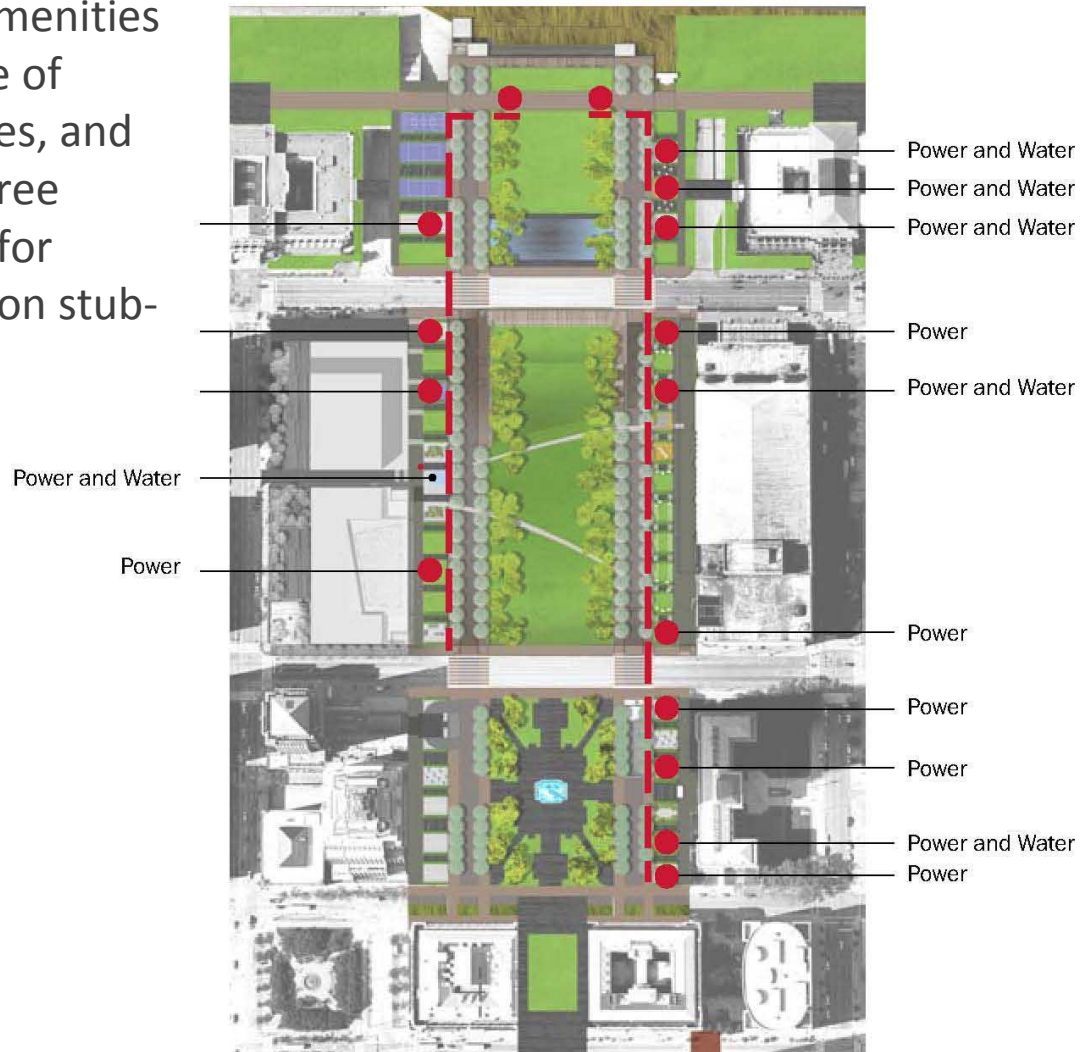 menities
e of
es, and
ree
for
on stub-
Power and Water
Power
Power and Water
Power and Water
Power and Water
Power
Power and Water
Power
Power
Power
Power and Water
Power